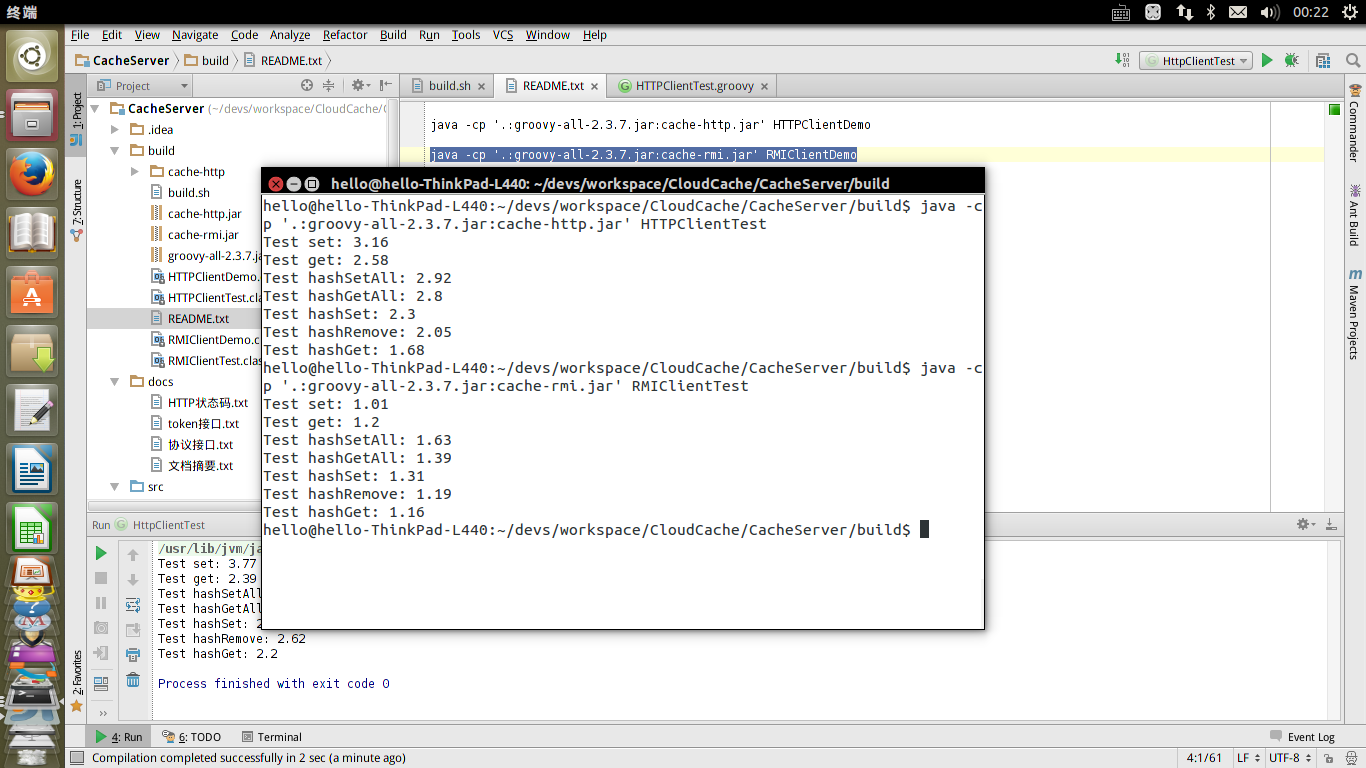 终端
00:22
File Edit View Navigate Code Analyze Refactor Build Run Tools VCS Window Help
CacheServer build README.txt
HttpClientTest
Project
build.sh README.txt HTTPClientTest.groovy
1: Project
7: Structure
2: Favorites
Commander
Ant Build
Maven Projects
CacheServer (~/devs/workspace/CloudCache/
.idea
build
cache-http
build.sh
cache-http.jar
cache-rmi.jar
groovy-all-2.3.7.ja
HTTPClientDemo.
HTTPClientTest.cla
README.txt
RMIClientDemo.c
RMIClientTest.clas
docs
HTTP状态码.txt
token接口.txt
协议接口.txt
文档摘要.txt
src
java -cp '.:groovy-all-2.3.7.jar:cache-http.jar' HTTPClientDemo
java -cp '.:groovy-all-2.3.7.jar:cache-rmi.jar' RMIClientDemo
hello@hello-ThinkPad-L440: ~/devs/workspace/CloudCache/CacheServer/build
hello@hello-ThinkPad-L440:~/devs/workspace/CloudCache/CacheServer/build$ java -c
p '.:groovy-all-2.3.7.jar:cache-http.jar' HTTPClientTest
Test set: 3.16
Test get: 2.58
Test hashSetAll: 2.92
Test hashGetAll: 2.8
Test hashSet: 2.3
Test hashRemove: 2.05
Test hashGet: 1.68
hello@hello-ThinkPad-L440:~/devs/workspace/CloudCache/CacheServer/build$ java -c
p '.:groovy-all-2.3.7.jar:cache-rmi.jar' RMIClientTest
Test set: 1.01
Test get: 1.2
Test hashSetAll: 1.63
Test hashGetAll: 1.39
Test hashSet: 1.31
Test hashRemove: 1.19
Test hashGet: 1.16
hello@hello-ThinkPad-L440:~/devs/workspace/CloudCache/CacheServer/build$
Run HttpClientTest
/usr/lib/jvm/ja
Test set: 3.77
Test get: 2.39
Test hashSetAll
Test hashGetAll
Test hashSet: 2
Test hashRemove: 2.62
Test hashGet: 2.2
Process finished with exit code 0
4: Run 6: TODO Terminal Event Log
Compilation completed successfully in 2 sec (a minute ago) 4:1/61 LF UTF-8